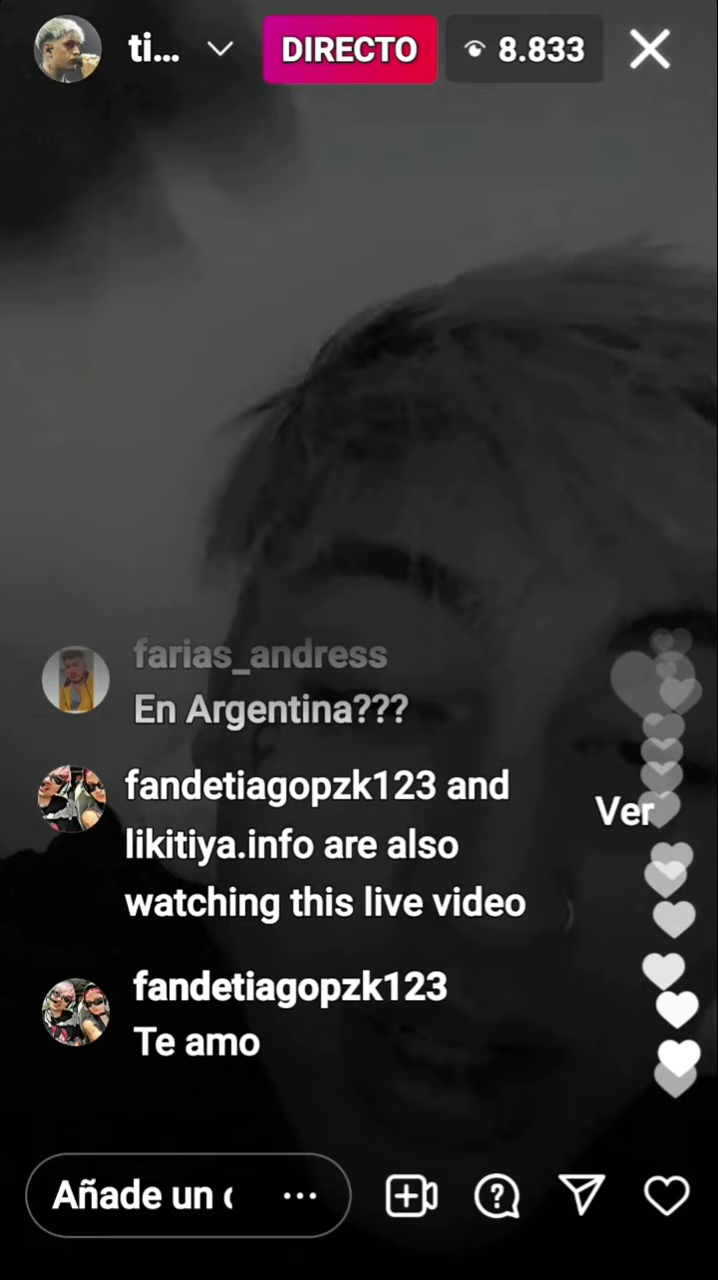 ti...
DIRECTO
8.833
farias_andress
En Argentina???
fandetiagopzk123 and
likitiya.info are also
watching this live video
Ver
fandetiagopzk123
Te amo
Añade un
...